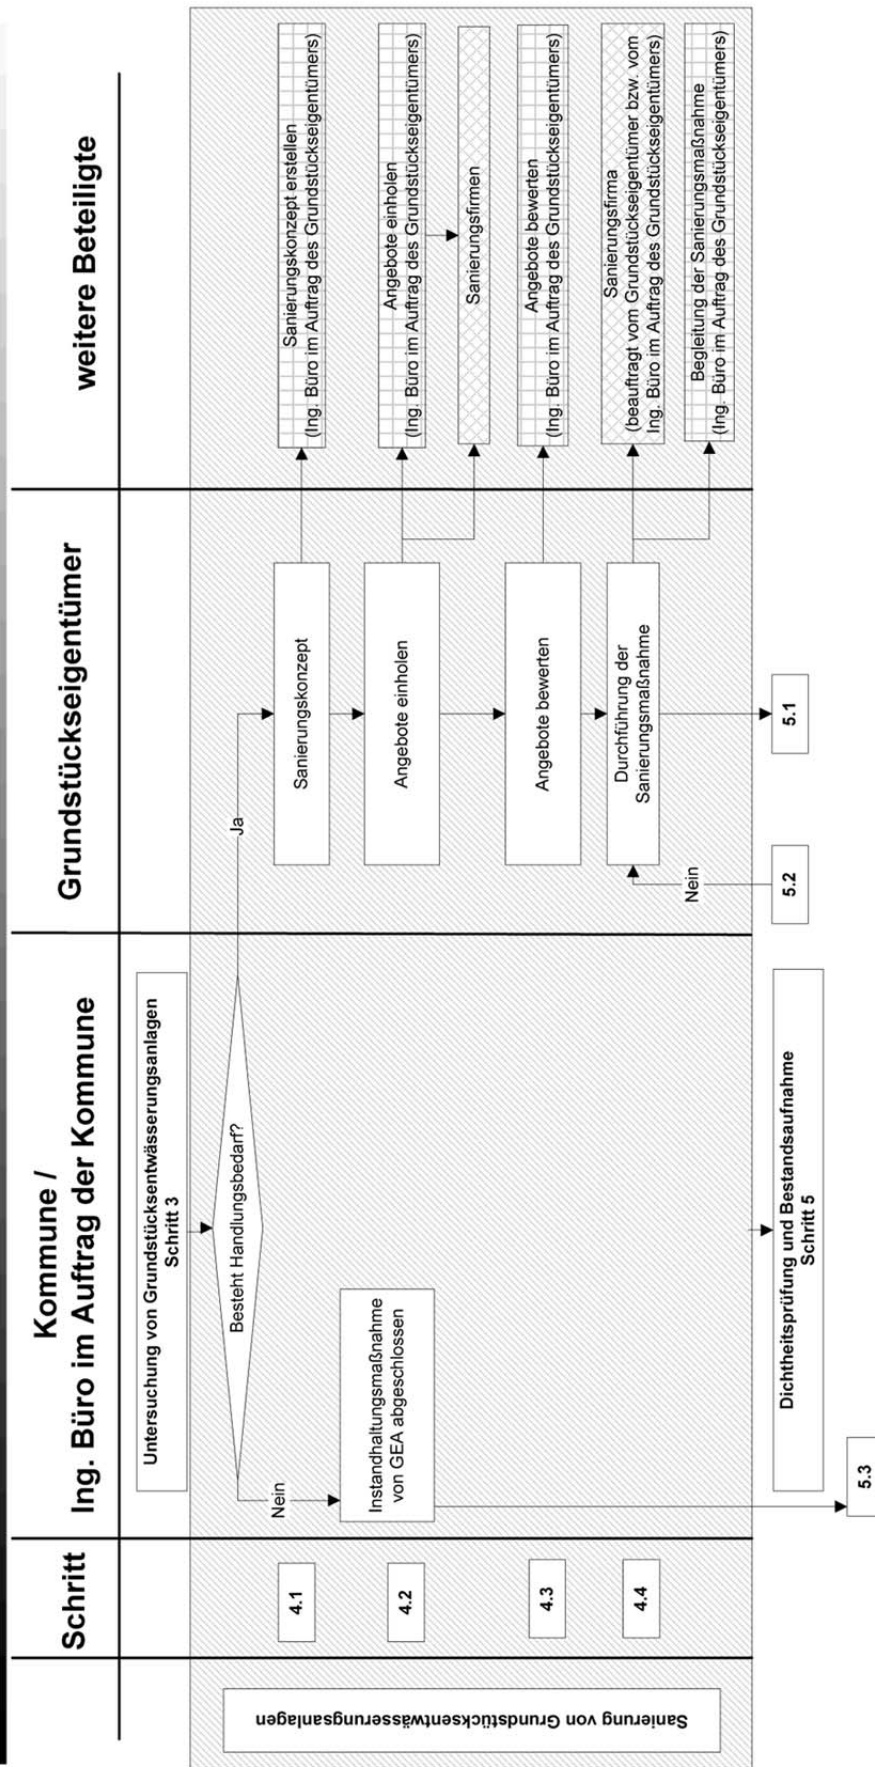 Schritt
Kommune /
Ing. Büro im Auftrag der Kommune
Grundstückseigentümer
weitere Beteiligte
Sanierung von Grundstücksentwässerungsanlagen
Untersuchung von Grundstücksentwässerungsanlagen
Schritt 3
Besteht Handlungsbedarf?
Ja
Nein
4.1
Sanierungskonzept
Sanierungskonzept erstellen
(Ing. Büro im Auftrag des Grundstückseigentümers)
4.2
Instandhaltungsmaßnahme
von GEA abgeschlossen
Angebote einholen
Angebote einholen
(Ing. Büro im Auftrag des Grundstückseigentümers)
Sanierungsfirmen
4.3
Angebote bewerten
Angebote bewerten
(Ing. Büro im Auftrag des Grundstückseigentümers)
4.4
Durchführung der
Sanierungsmaßnahme
Sanierungsfirma
(beauftragt vom Grundstückseigentümer bzw. vom
Ing. Büro im Auftrag des Grundstückseigentümers)
Begleitung der Sanierungsmaßnahme
(Ing. Büro im Auftrag des Grundstückseigentümers)
Nein
Dichtheitsprüfung und Bestandsaufnahme
Schritt 5
5.2
5.1
5.3